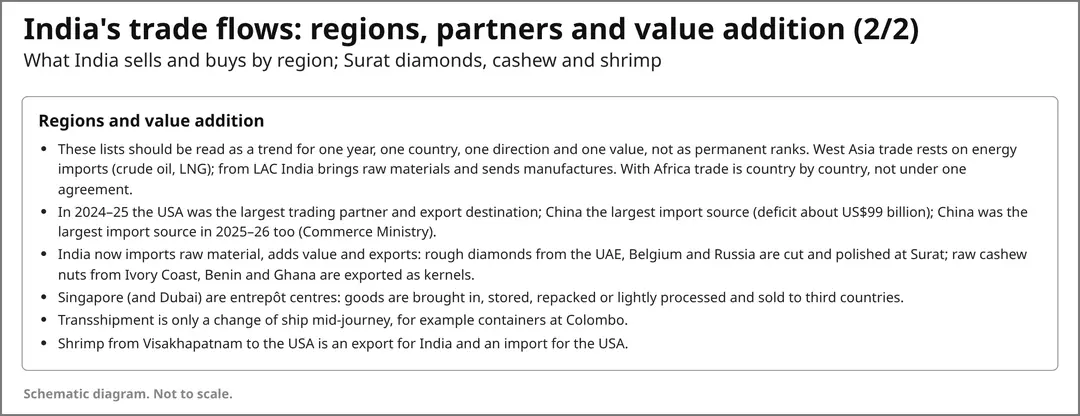 India's trade flows: regions, partners and value addition (2/2)
What India sells and buys by region; Surat diamonds, cashew and shrimp
Regions and value addition
• These lists should be read as a trend for one year, one country, one direction and one value, not as permanent ranks. West Asia trade rests on energy
imports (crude oil, LNG); from LAC India brings raw materials and sends manufactures. With Africa trade is country by country, not under one
agreement.
• In 2024–25 the USA was the largest trading partner and export destination; China the largest import source (deficit about US$99 billion); China was the
largest import source in 2025–26 too (Commerce Ministry).
• India now imports raw material, adds value and exports: rough diamonds from the UAE, Belgium and Russia are cut and polished at Surat; raw cashew
nuts from Ivory Coast, Benin and Ghana are exported as kernels.
• Singapore (and Dubai) are entrepôt centres: goods are brought in, stored, repacked or lightly processed and sold to third countries.
• Transshipment is only a change of ship mid-journey, for example containers at Colombo.
• Shrimp from Visakhapatnam to the USA is an export for India and an import for the USA.
Schematic diagram. Not to scale.